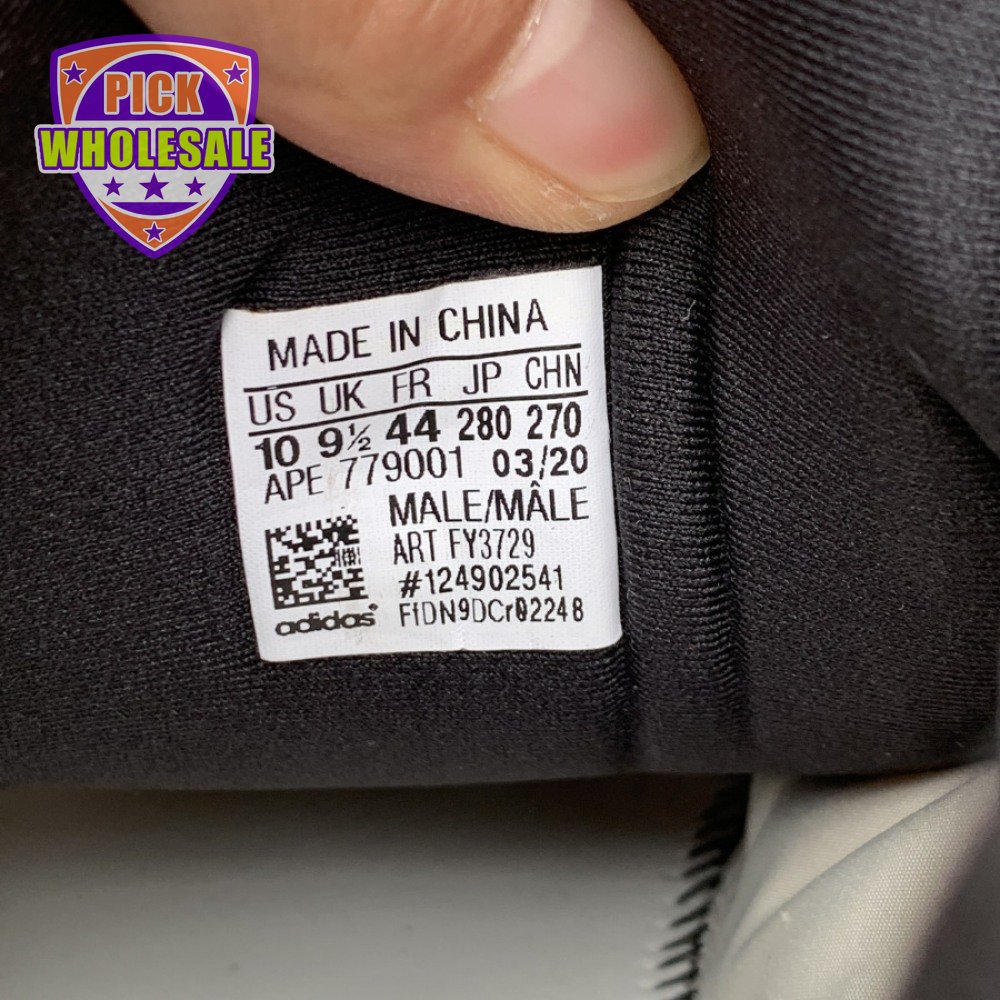 PICK
WHOLESALE
MADE IN CHINA
US UK FR JP CHN
10 9½ 44 280 270
APE 779001 03/20
MALE/MÂLE
ART FY3729
#124902541
adidas